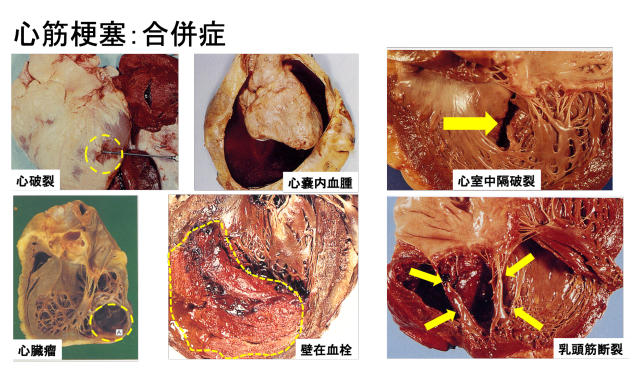 心筋梗塞：合併症
心破裂
心嚢内血腫
心室中隔破裂
心臓瘤
壁在血栓
乳頭筋断裂